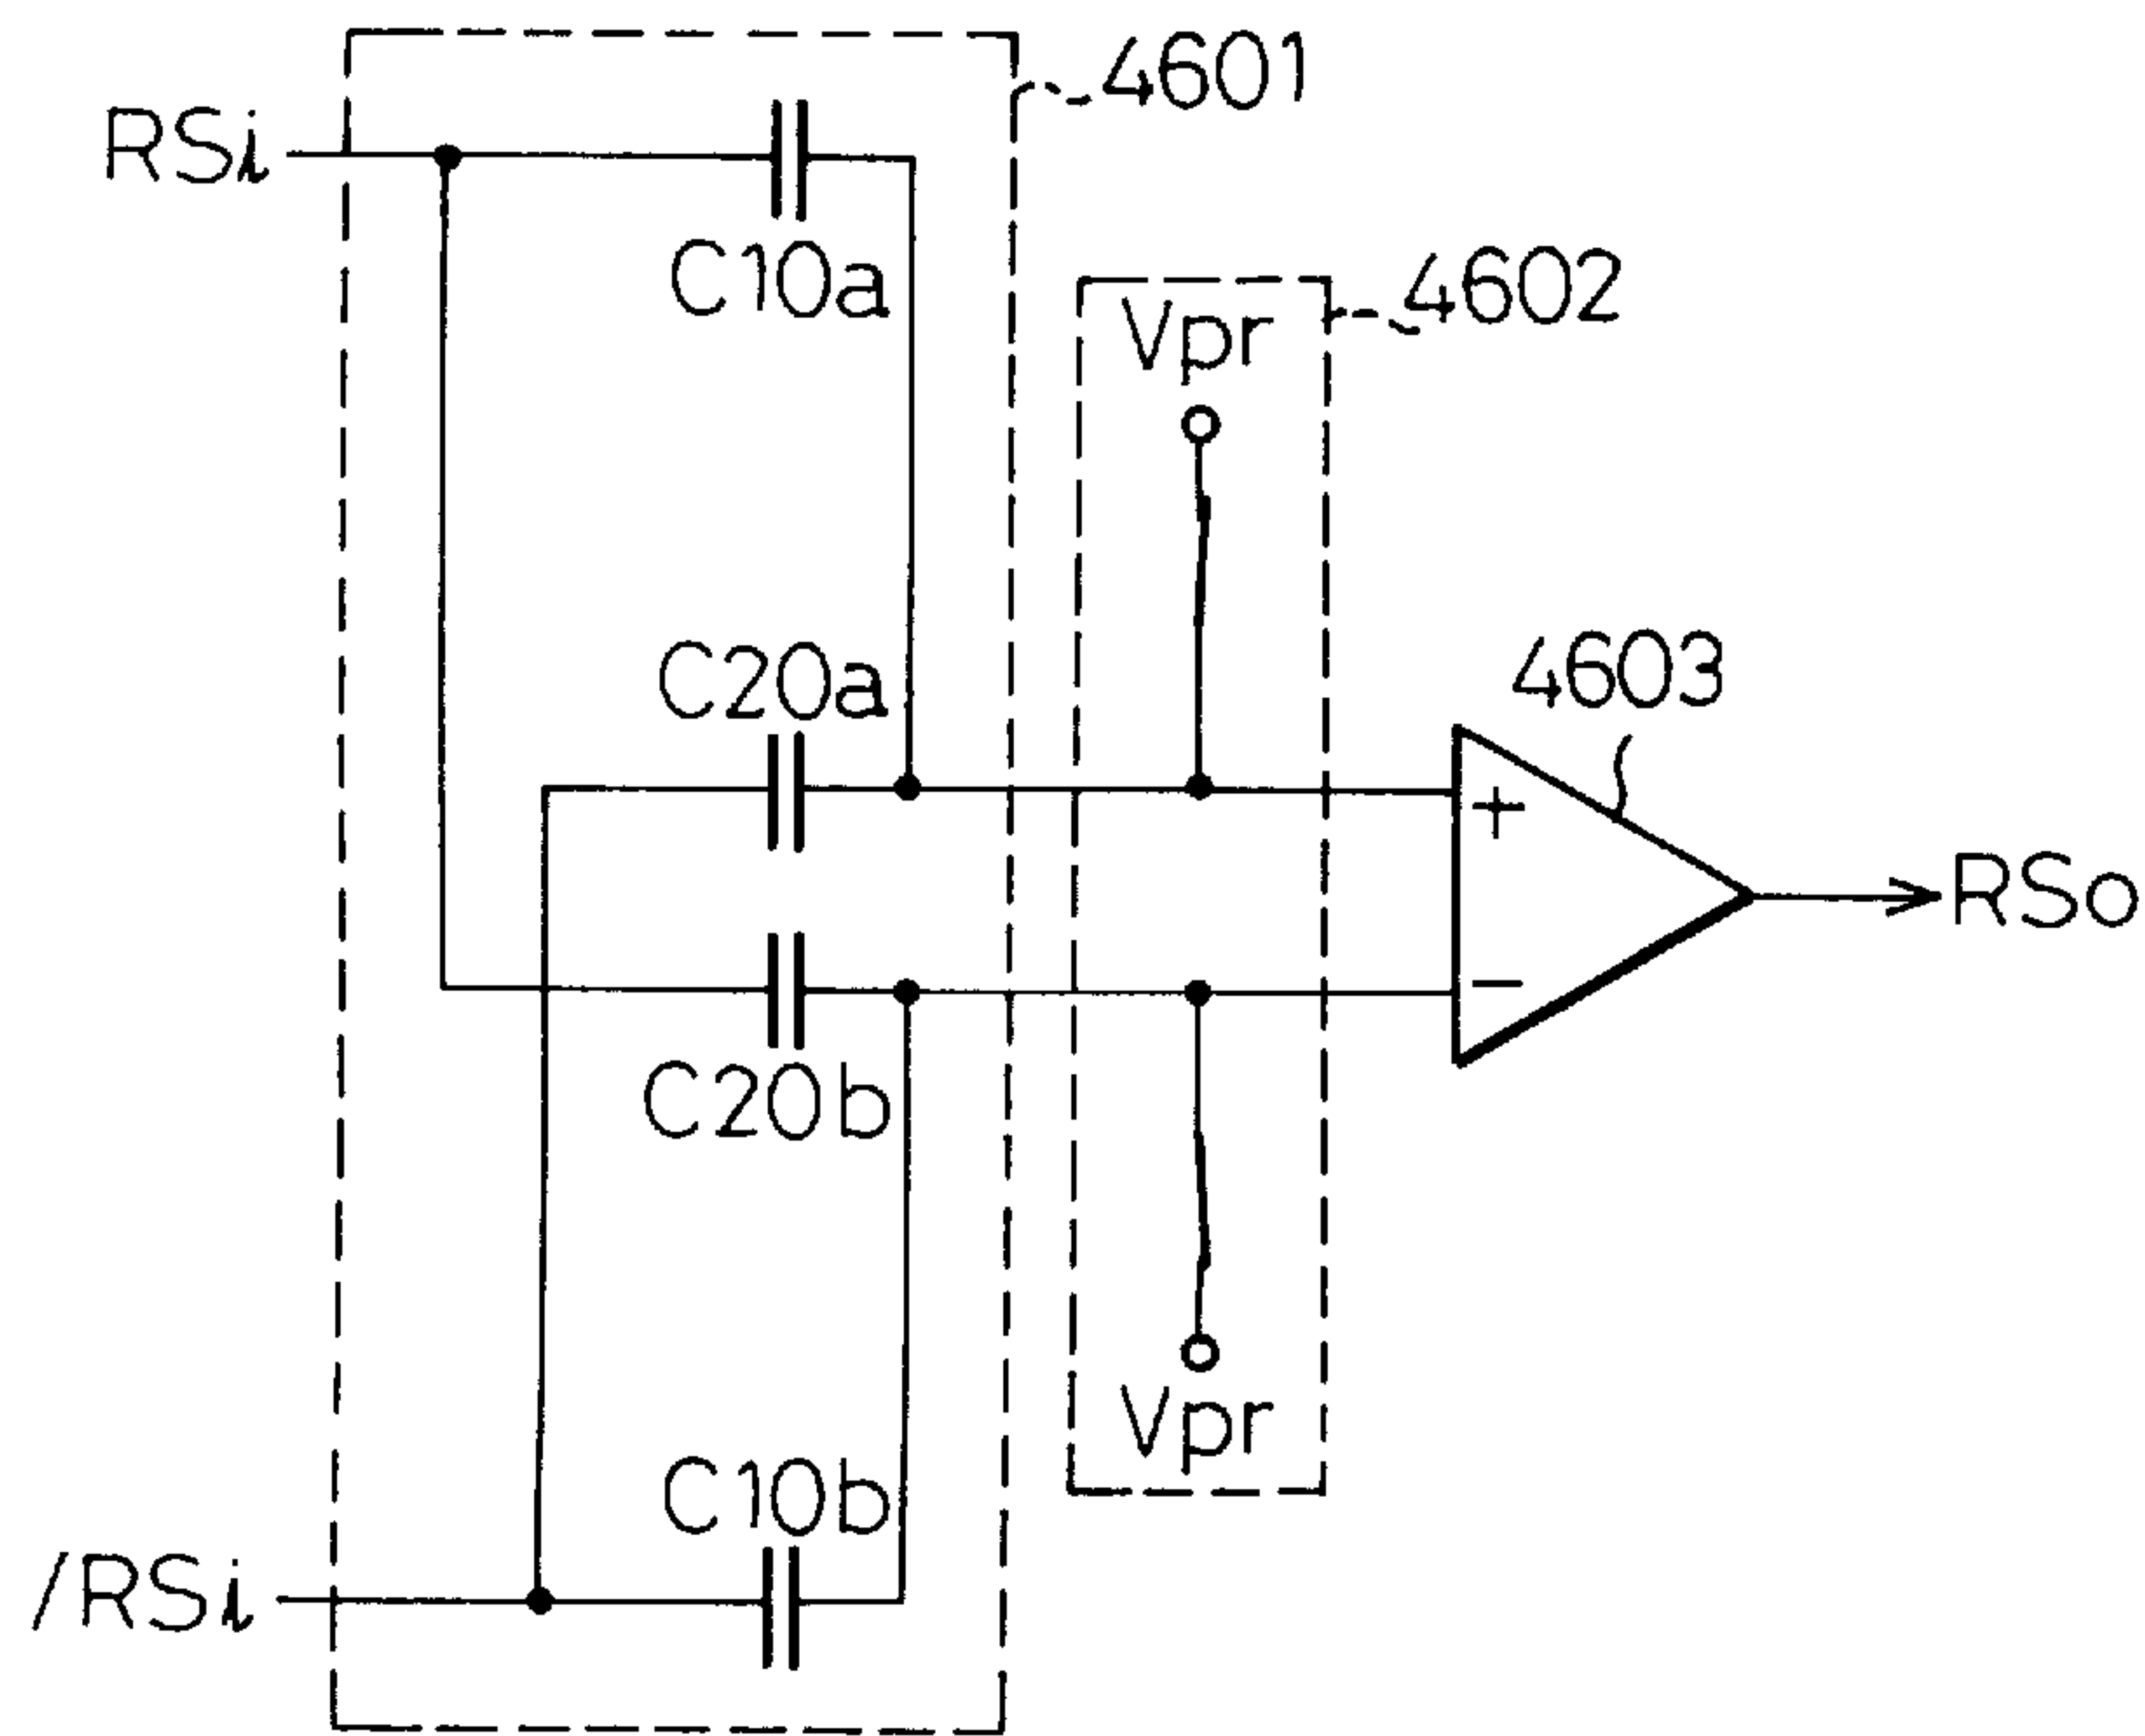 4601
RSi
C10a
4602
Vpr
C20a
4603
+
RSo
−
C20b
Vpr
C10b
/RSi